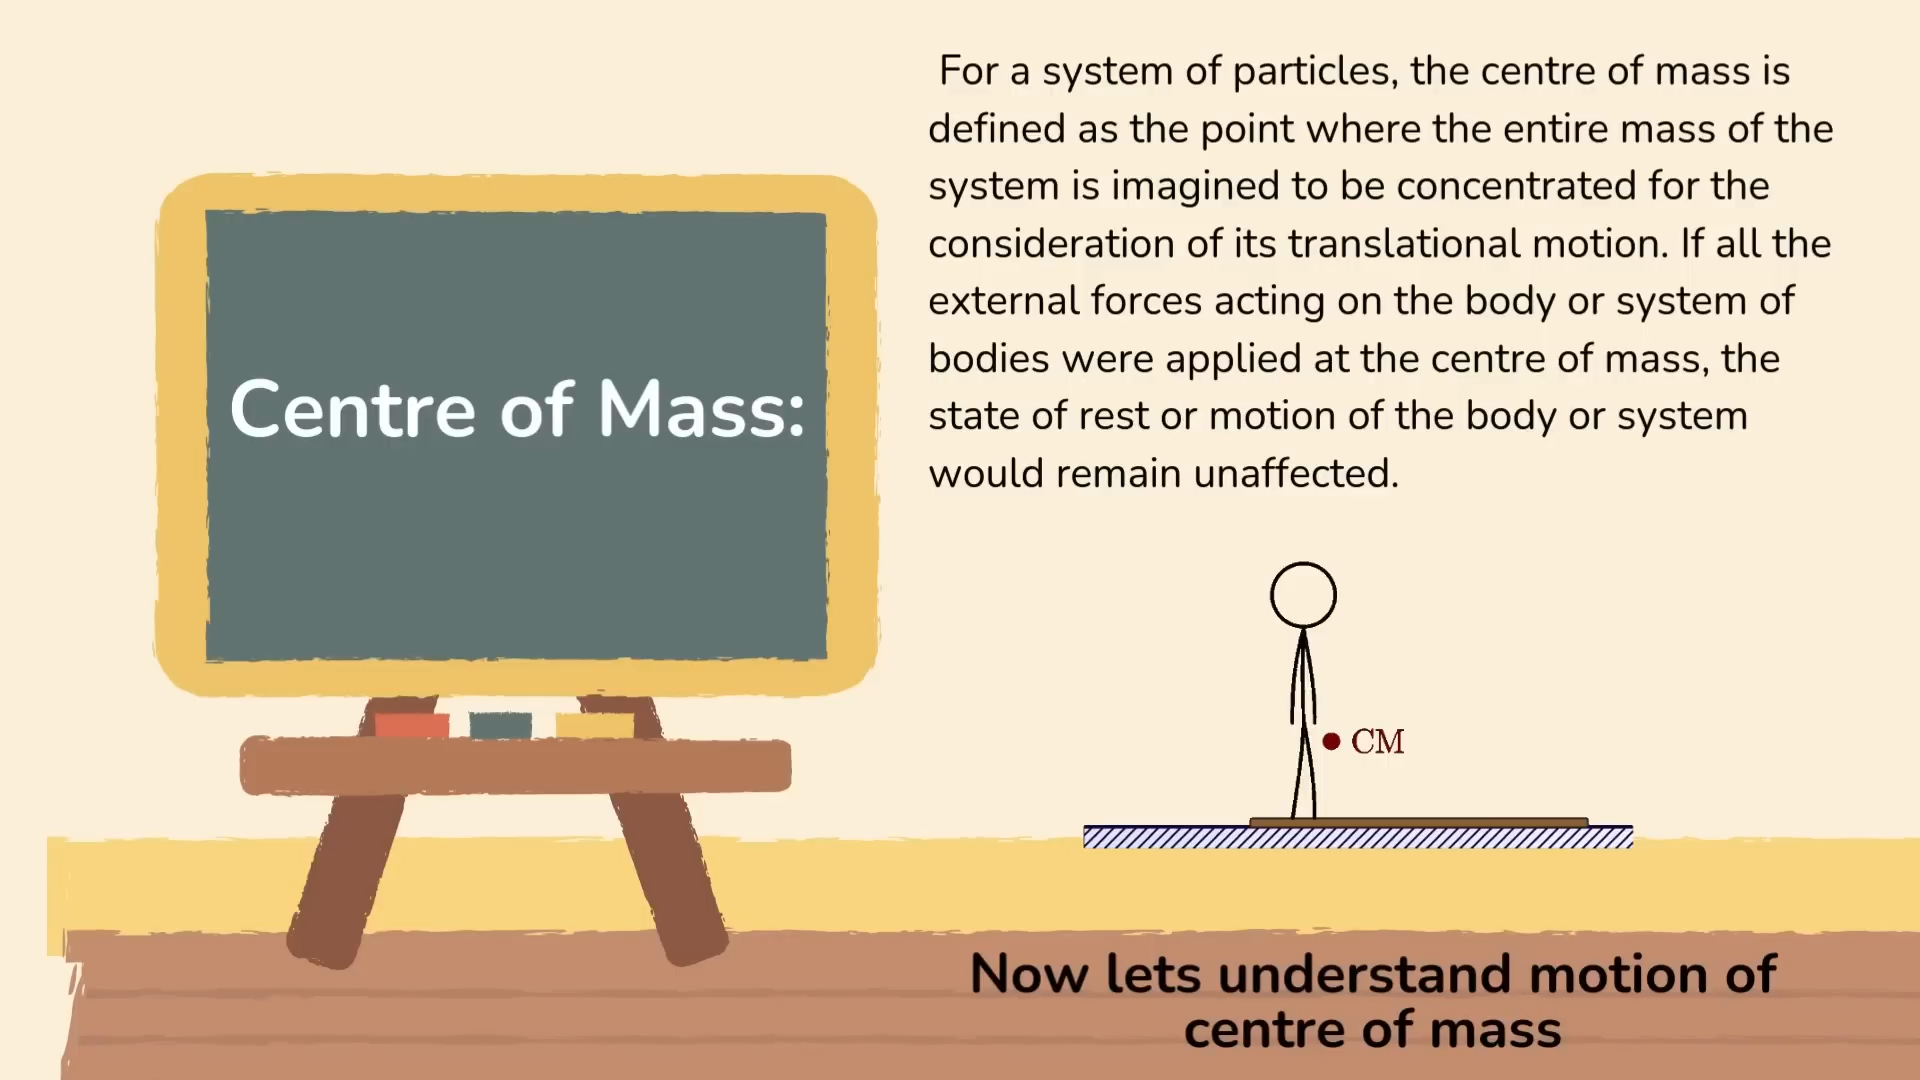 Centre of Mass:
For a system of particles, the centre of mass is
defined as the point where the entire mass of the
system is imagined to be concentrated for the
consideration of its translational motion. If all the
external forces acting on the body or system of
bodies were applied at the centre of mass, the
state of rest or motion of the body or system
would remain unaffected.
CM
Now lets understand motion of
centre of mass